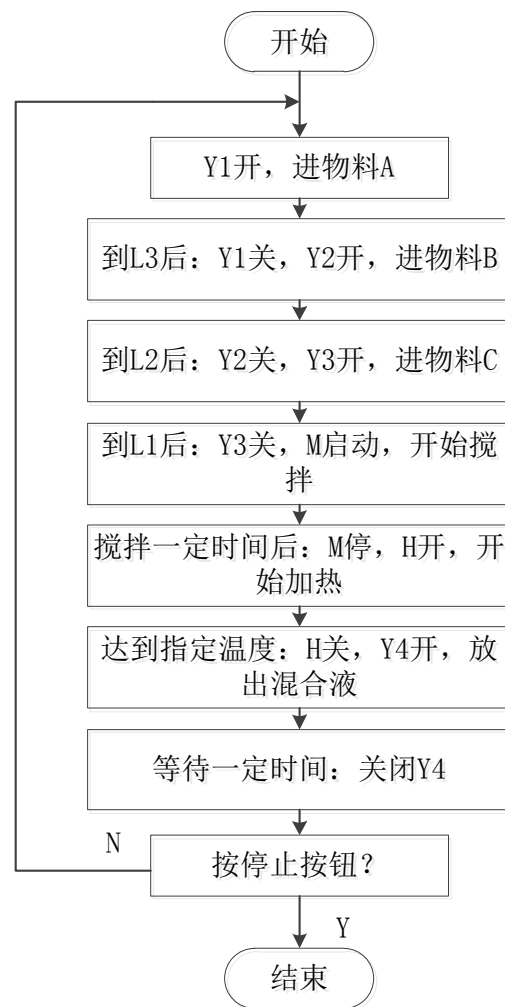 开始
Y1开，进物料A
到L3后：Y1关，Y2开，进物料B
到L2后：Y2关，Y3开，进物料C
到L1后：Y3关，M启动，开始搅
拌
搅拌一定时间后：M停，H开，开
始加热
达到指定温度：H关，Y4开，放
出混合液
等待一定时间：关闭Y4
N
按停止按钮？
Y
结束